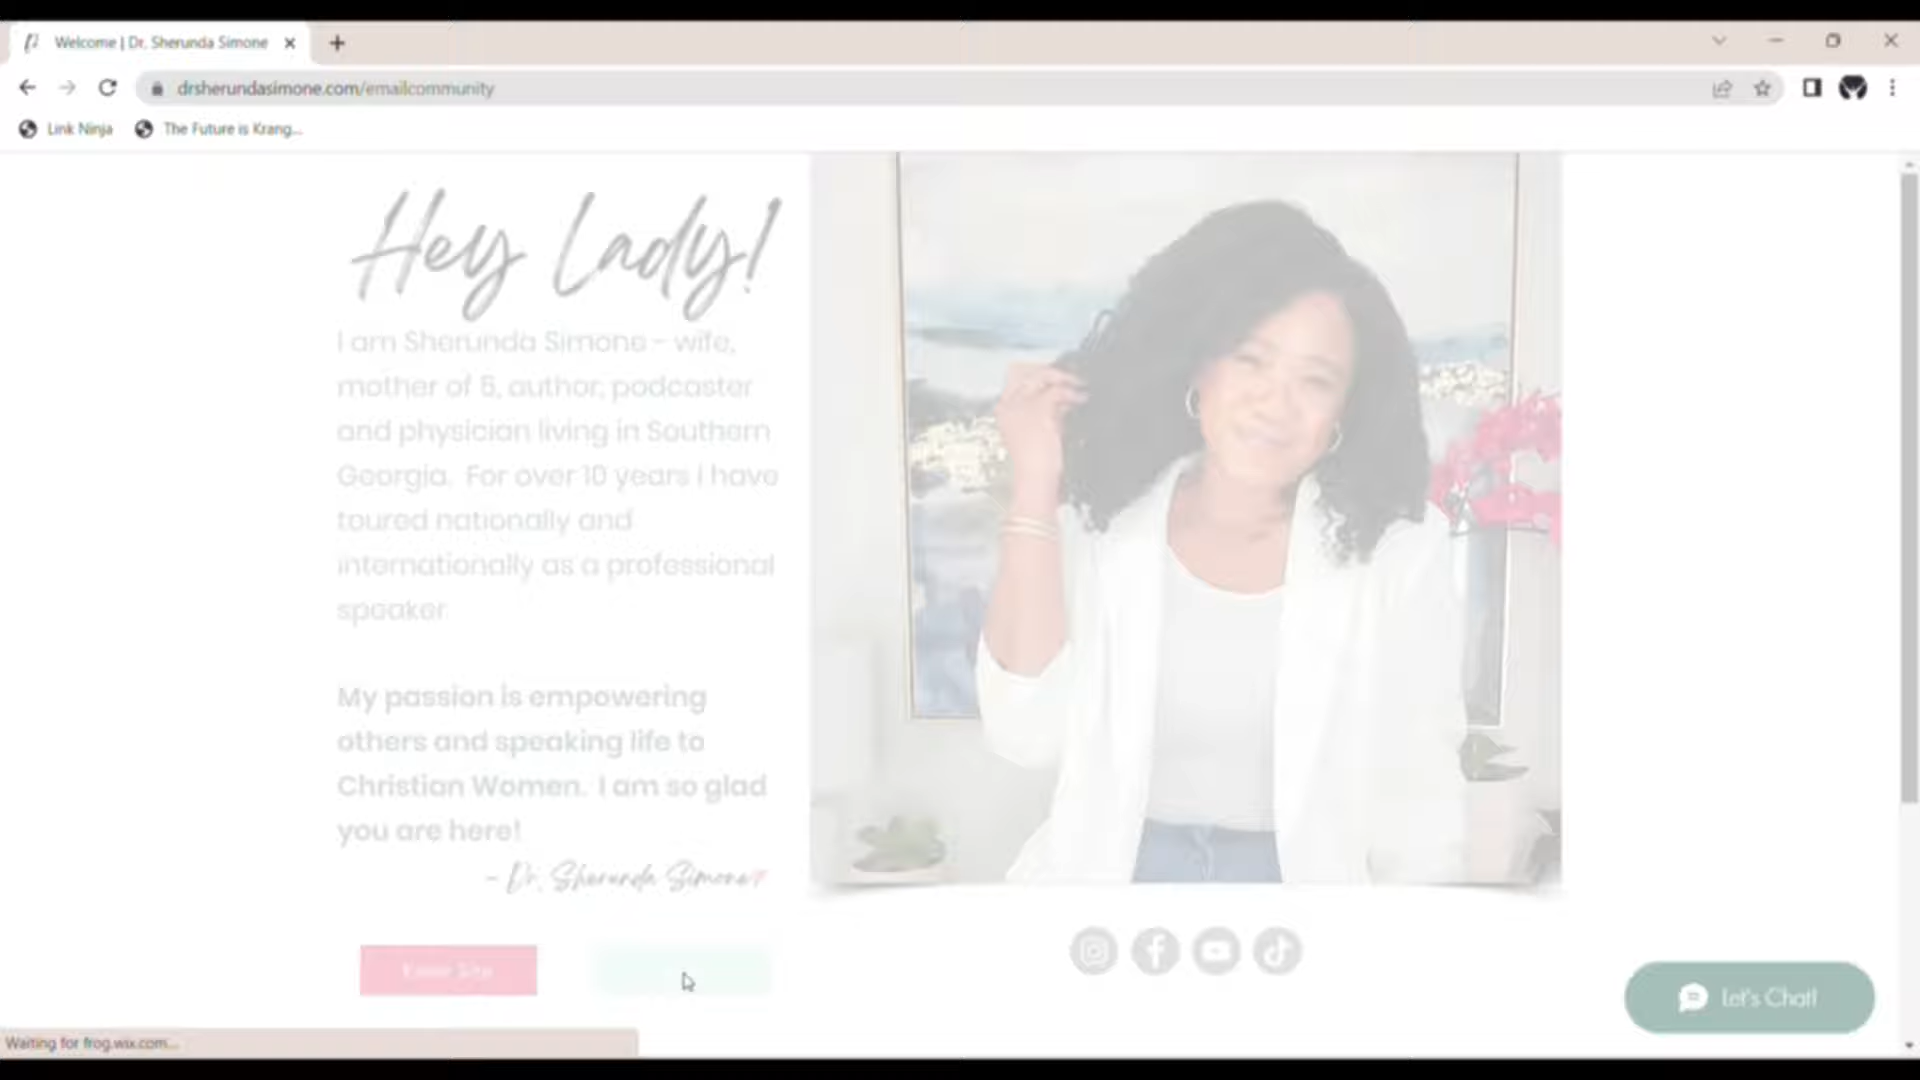 Welcome | Dr. Sherunda Simone
drsherundasimone.com/emailcommunity
Link Ninja
The Future is Krang...
Hey Lady!
I am Sherunda Simone - wife,
mother of 5, author, podcaster
and physician living in Southern
Georgia. For over 10 years I have
toured nationally and
internationally as a professional
speaker
My passion is empowering
others and speaking life to
Christian Women. I am so glad
you are here!
- Dr. Sherunda Simone
Enter Site
Let's Chat!
Waiting for frog.wix.com...